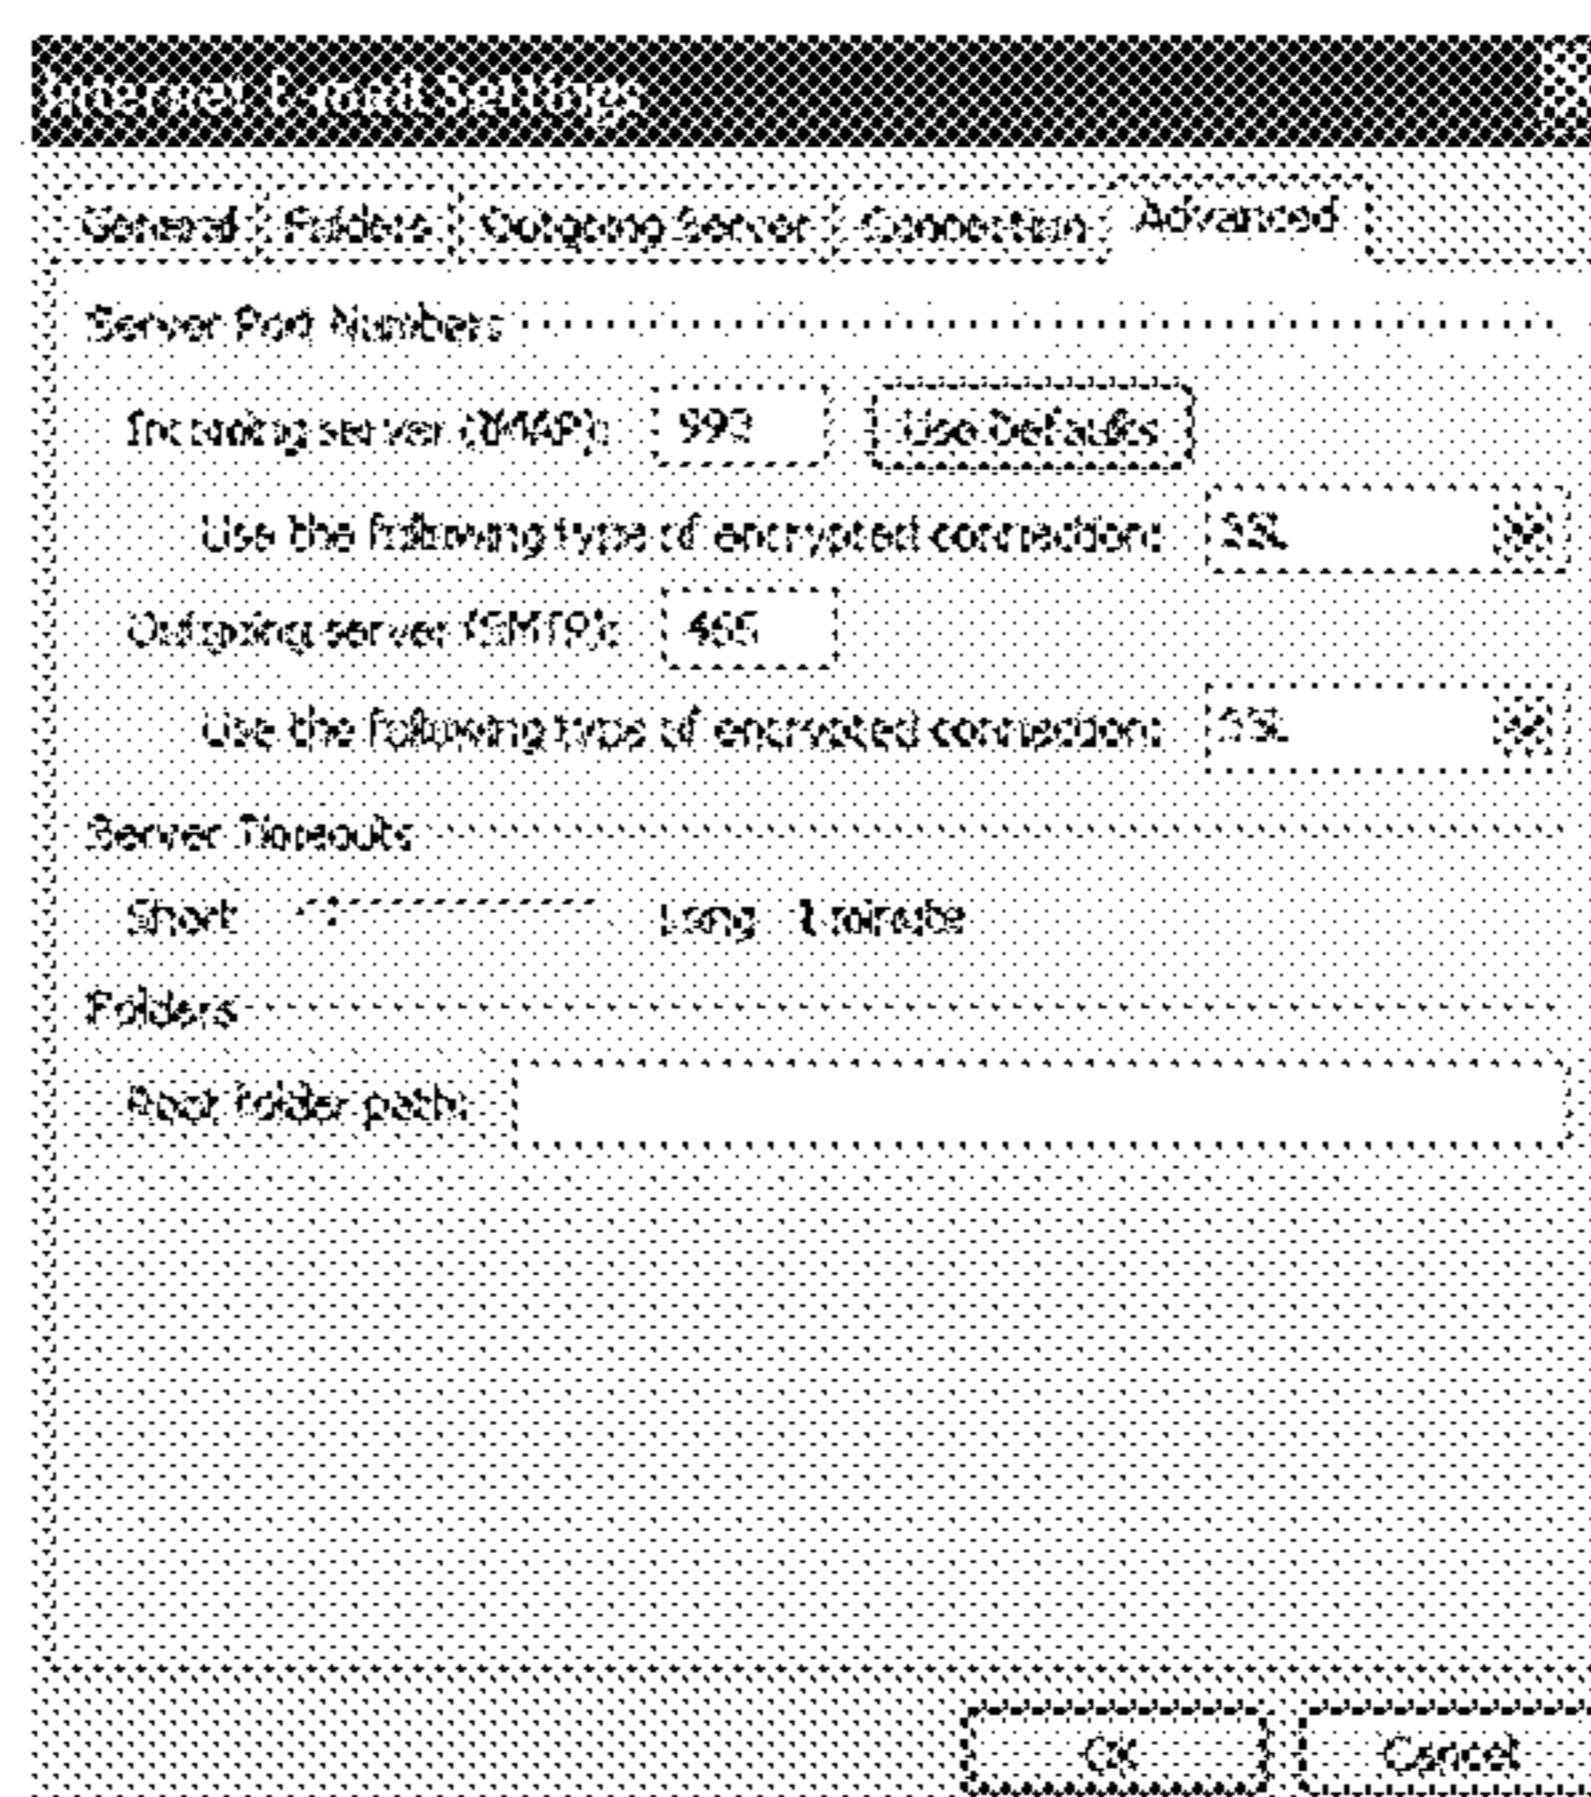 Internet E-mail Settings
General Folders Outgoing Server Connection Advanced
Server Port Numbers
Incoming server (IMAP): 993 Use Defaults
Use the following type of encrypted connection: SSL
Outgoing server (SMTP): 465
Use the following type of encrypted connection: SSL
Server Timeouts
Short Long 1 minute
Folders
Root folder path:
OK Cancel